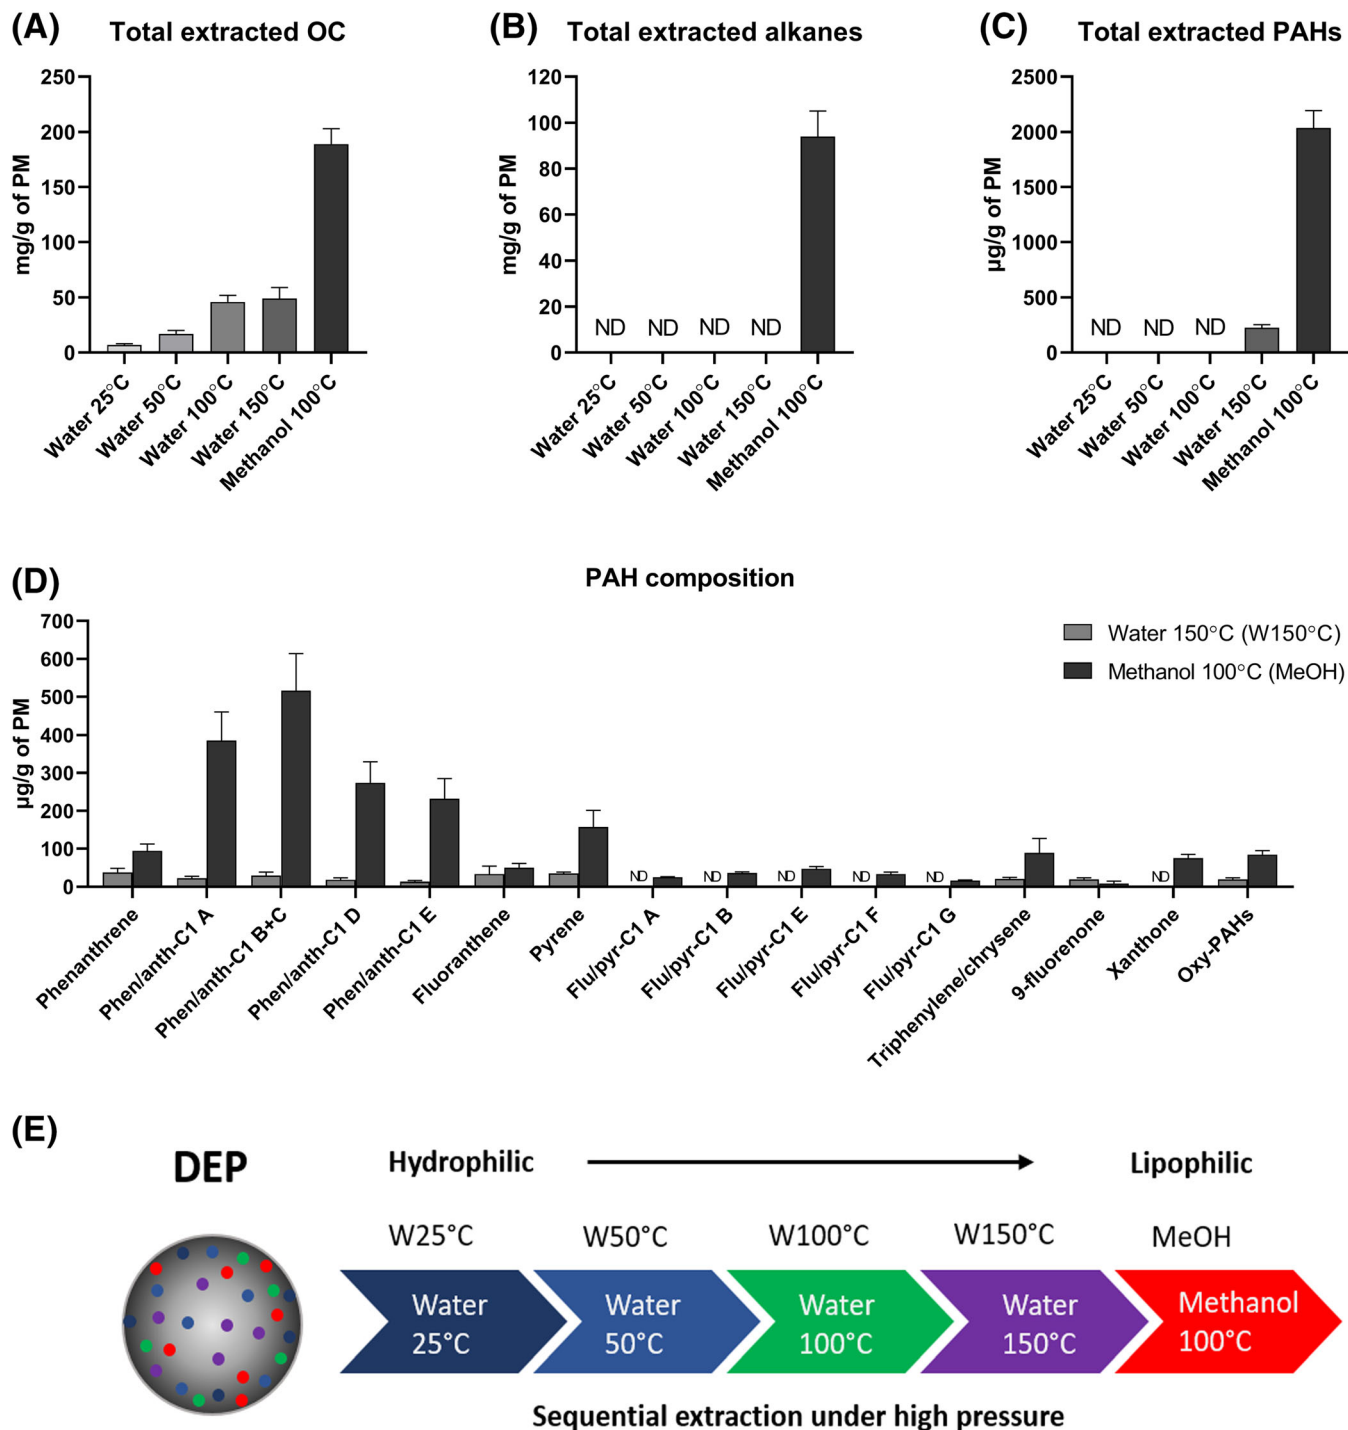 (A)
Total extracted OC
mg/g of PM
250
200
150
100
50
0
Water 25°C
Water 50°C
Water 100°C
Water 150°C
Methanol 100°C
(B)
Total extracted alkanes
mg/g of PM
120
100
80
60
40
20
0
ND
ND
ND
ND
Water 25°C
Water 50°C
Water 100°C
Water 150°C
Methanol 100°C
(C)
Total extracted PAHs
µg/g of PM
2500
2000
1500
1000
500
0
ND
ND
ND
Water 25°C
Water 50°C
Water 100°C
Water 150°C
Methanol 100°C
(D)
PAH composition
µg/g of PM
700
600
500
400
300
200
100
0
Water 150°C (W150°C)
Methanol 100°C (MeOH)
ND
ND
ND
ND
ND
ND
Phenanthrene
Phen/anth-C1 A
Phen/anth-C1 B+C
Phen/anth-C1 D
Phen/anth-C1 E
Fluoranthene
Pyrene
Flu/pyr-C1 A
Flu/pyr-C1 B
Flu/pyr-C1 E
Flu/pyr-C1 F
Flu/pyr-C1 G
Triphenylene/chrysene
9-fluorenone
Xanthone
Oxy-PAHs
(E)
DEP
Hydrophilic
Lipophilic
W25°C
W50°C
W100°C
W150°C
MeOH
Water
25°C
Water
50°C
Water
100°C
Water
150°C
Methanol
100°C
Sequential extraction under high pressure